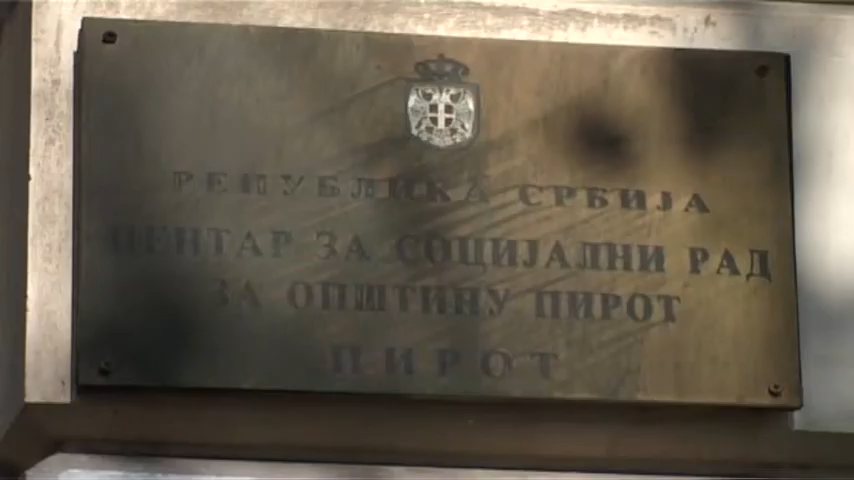 РЕПУБЛИКА СРБИЈА
ЦЕНТАР ЗА СОЦИЈАЛНИ РАД
ЗА ОПШТИНУ ПИРОТ
ПИРОТ